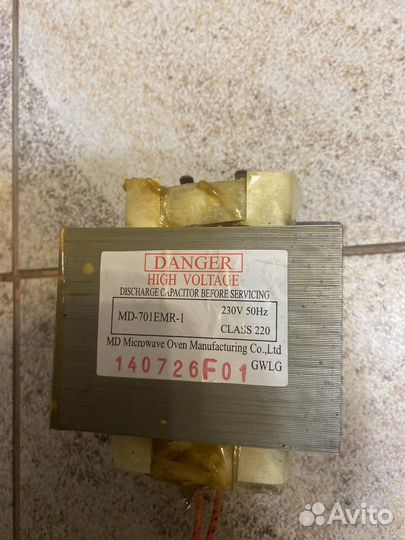 DANGER
HIGH VOLTAGE
DISCHARGE CAPACITOR BEFORE SERVICING
MD-701EMR-1
230V 50Hz
CLASS 220
MD Microwave Oven Manufacturing Co.,Ltd
140726F01 GWLG
Avito